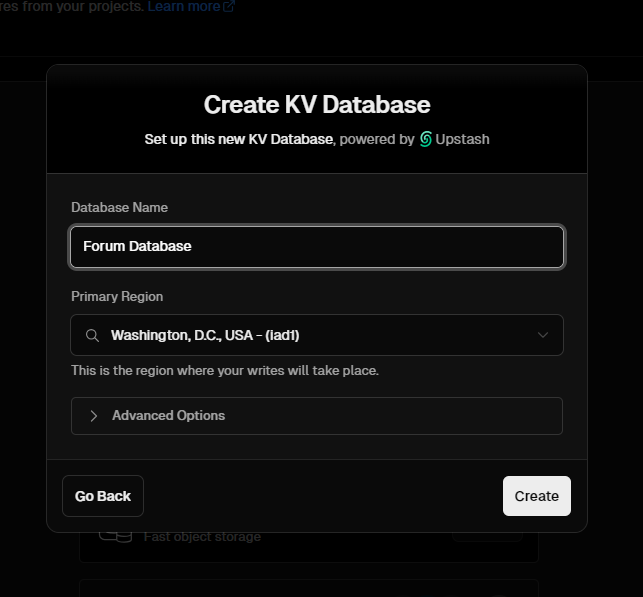 res from your projects. Learn more
Create KV Database
Set up this new KV Database, powered by Upstash
Database Name
Forum Database
Primary Region
Washington, D.C., USA - (iad1)
This is the region where your writes will take place.
Advanced Options
Go Back
Create
Fast object storage